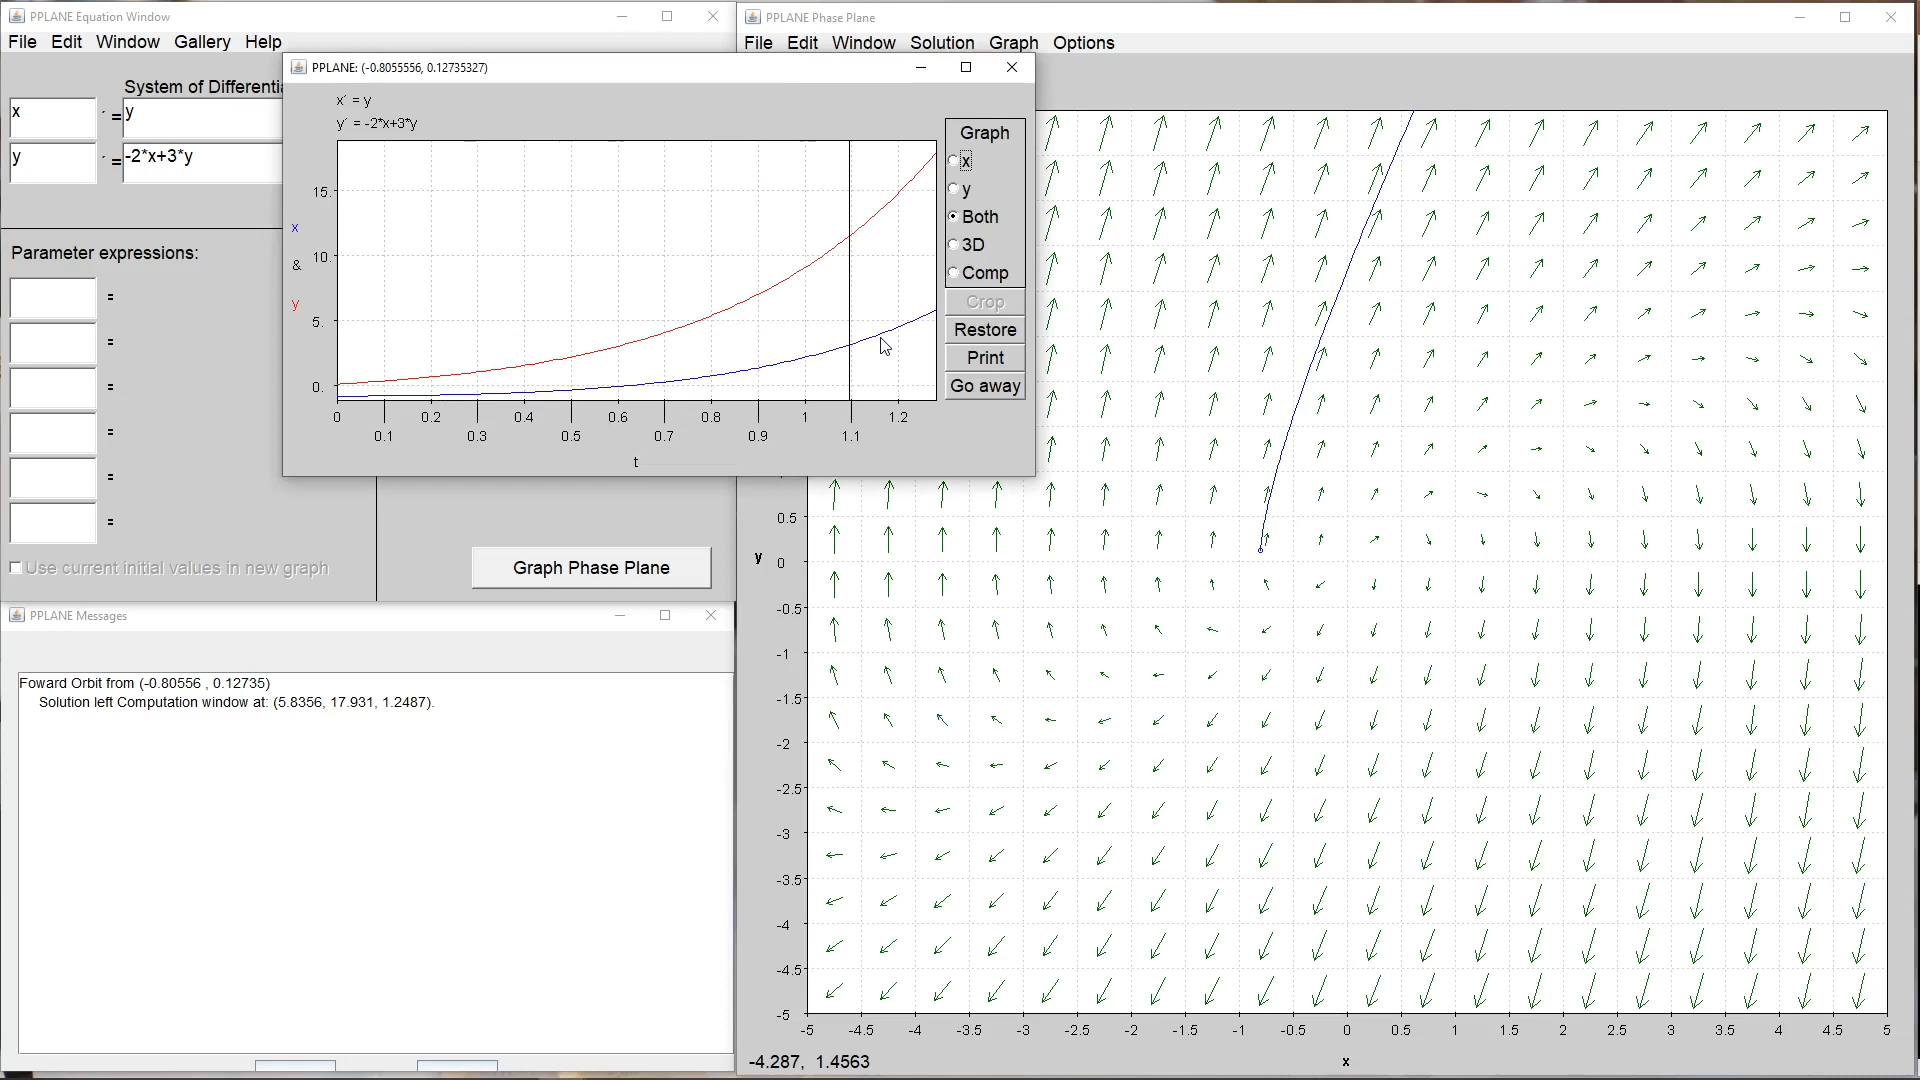 PPLANE Equation Window
File Edit Window Gallery Help
System of Differenti
x ´ = y
y ´ = -2*x+3*y
Parameter expressions:
=
=
=
=
=
=
Use current initial values in new graph
Graph Phase Plane
PPLANE Messages
Foward Orbit from (-0.80556 , 0.12735)
Solution left Computation window at: (5.8356, 17.931, 1.2487).
PPLANE: (-0.8055556, 0.12735327)
x´ = y
y´ = -2*x+3*y
15.
10.
5.
0.
x
&
y
0 0.2 0.4 0.6 0.8 1 1.2
0.1 0.3 0.5 0.7 0.9 1.1
t
Graph
x
y
Both
3D
Comp
Crop
Restore
Print
Go away
PPLANE Phase Plane
File Edit Window Solution Graph Options
y
0.5
0
-0.5
-1
-1.5
-2
-2.5
-3
-3.5
-4
-4.5
-5
-5 -4.5 -4 -3.5 -3 -2.5 -2 -1.5 -1 -0.5 0 0.5 1 1.5 2 2.5 3 3.5 4 4.5 5
x
-4.287, 1.4563